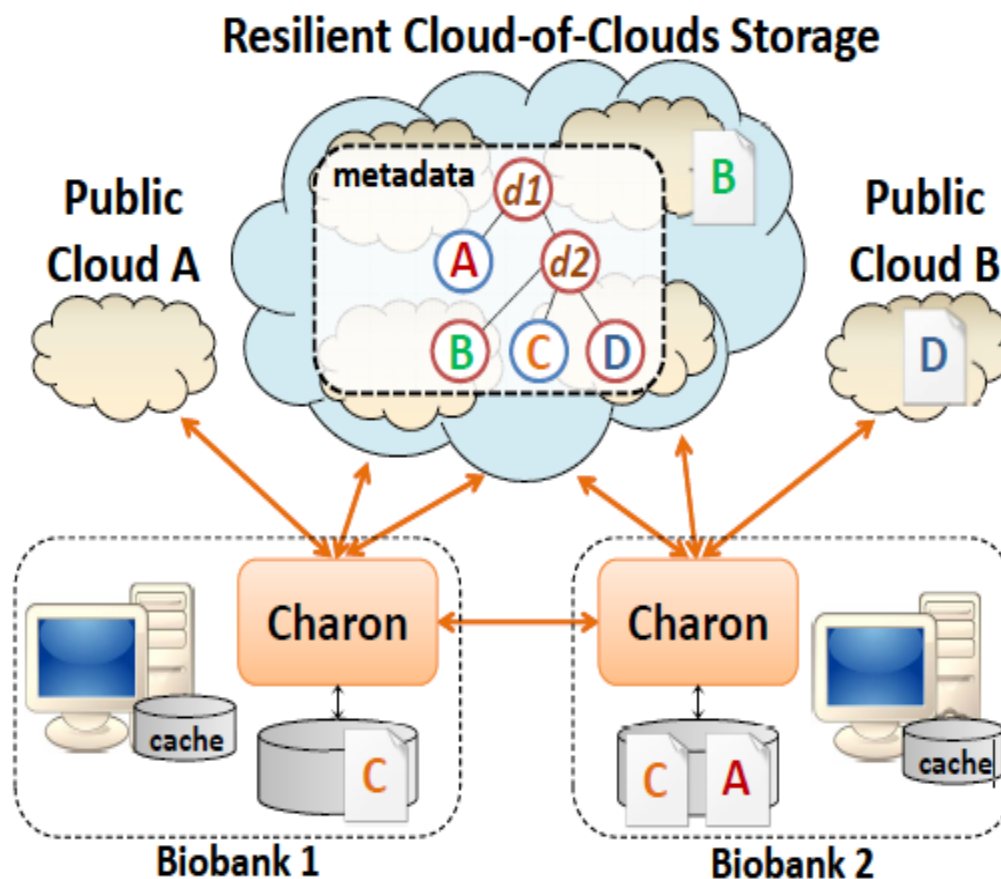 Resilient Cloud-of-Clouds Storage
metadata
d1
B
Public
Cloud A
Public
Cloud B
A
d2
B
C
D
D
Charon
Charon
cache
C
C
A
cache
Biobank 1
Biobank 2